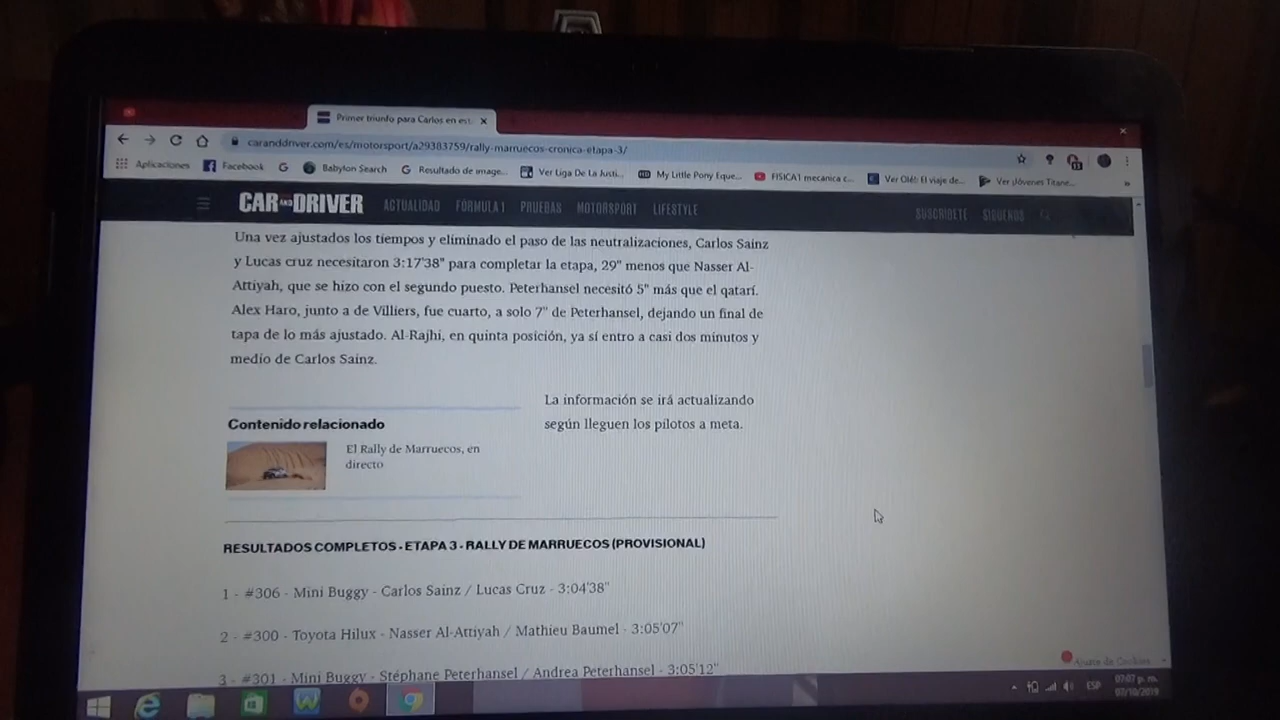 Primer triunfo para Carlos en est
caranddriver.com/es/motorsport/a29383759/rally-marruecos-cronica-etapa-3/
Aplicaciones Facebook Babylon Search Resultado de image... Ver Liga De La Justi... My Little Pony Eque... FISICA1 mecanica c... Ver Olé!: El viaje de... Ver ¡Jóvenes Titane...
CAR AND DRIVER ACTUALIDAD FÓRMULA 1 PRUEBAS MOTORSPORT LIFESTYLE SUSCRÍBETE SÍGUENOS
Una vez ajustados los tiempos y eliminado el paso de las neutralizaciones, Carlos Sainz
y Lucas cruz necesitaron 3:17'38" para completar la etapa, 29" menos que Nasser Al-
Attiyah, que se hizo con el segundo puesto. Peterhansel necesitó 5" más que el qatarí.
Alex Haro, junto a de Villiers, fue cuarto, a solo 7" de Peterhansel, dejando un final de
tapa de lo más ajustado. Al-Rajhi, en quinta posición, ya sí entro a casi dos minutos y
medio de Carlos Sainz.
La información se irá actualizando
según lleguen los pilotos a meta.
Contenido relacionado
El Rally de Marruecos, en
directo
RESULTADOS COMPLETOS - ETAPA 3 - RALLY DE MARRUECOS (PROVISIONAL)
1 - #306 - Mini Buggy - Carlos Sainz / Lucas Cruz - 3:04'38"
2 - #300 - Toyota Hilux - Nasser Al-Attiyah / Mathieu Baumel - 3:05'07"
3 - #301 - Mini Buggy - Stéphane Peterhansel / Andrea Peterhansel - 3:05'12"
Ajuste de Cookies
ESP
07:07 p. m.
07/10/2019